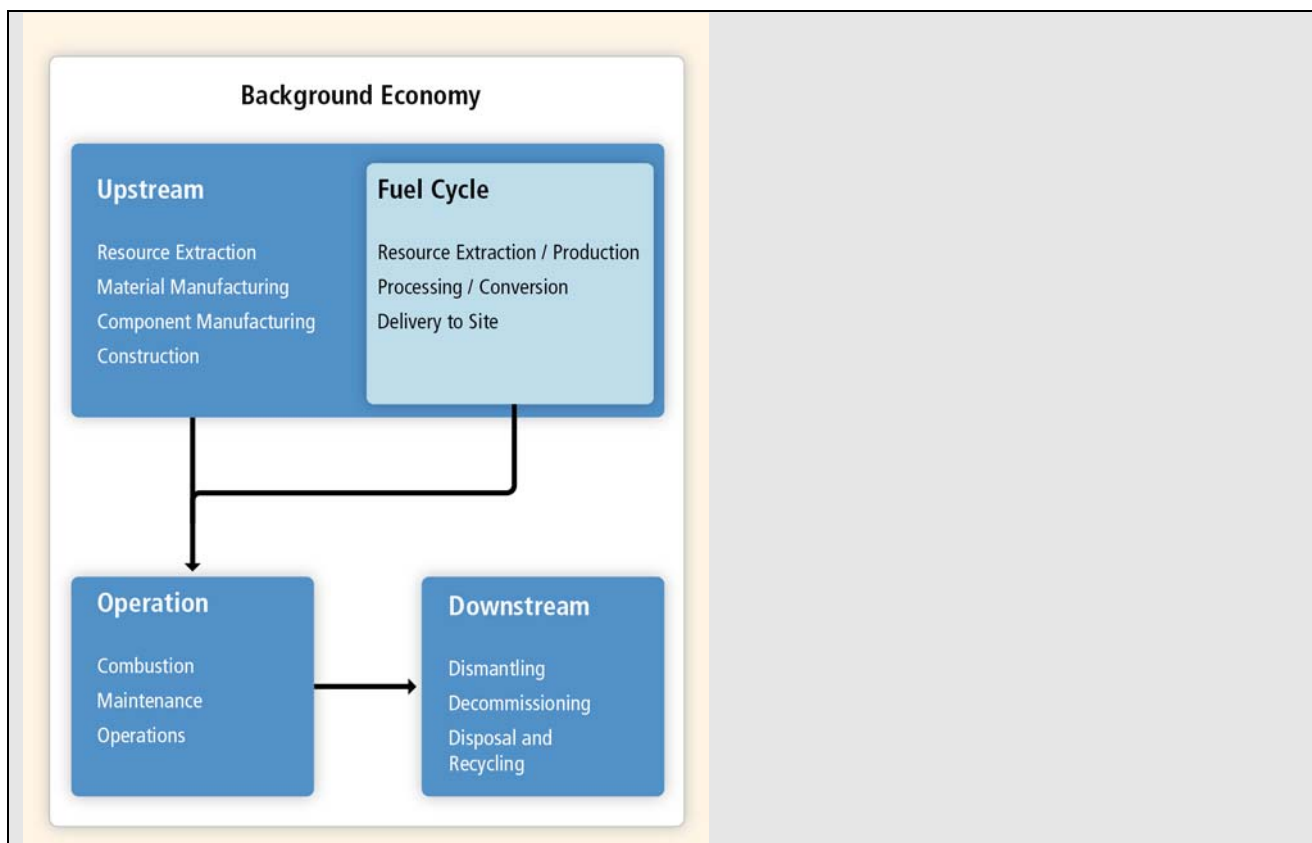 Background Economy
Upstream
Resource Extraction
Material Manufacturing
Component Manufacturing
Construction
Fuel Cycle
Resource Extraction / Production
Processing / Conversion
Delivery to Site
Operation
Combustion
Maintenance
Operations
Downstream
Dismantling
Decommissioning
Disposal and
Recycling